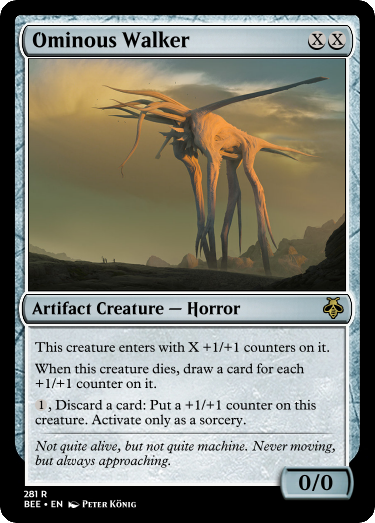 Ominous Walker X X
Artifact Creature — Horror
This creature enters with X +1/+1 counters on it.
When this creature dies, draw a card for each
+1/+1 counter on it.
1, Discard a card: Put a +1/+1 counter on this
creature. Activate only as a sorcery.
Not quite alive, but not quite machine. Never moving,
but always approaching.
0/0
281 R
BEE • EN Peter König